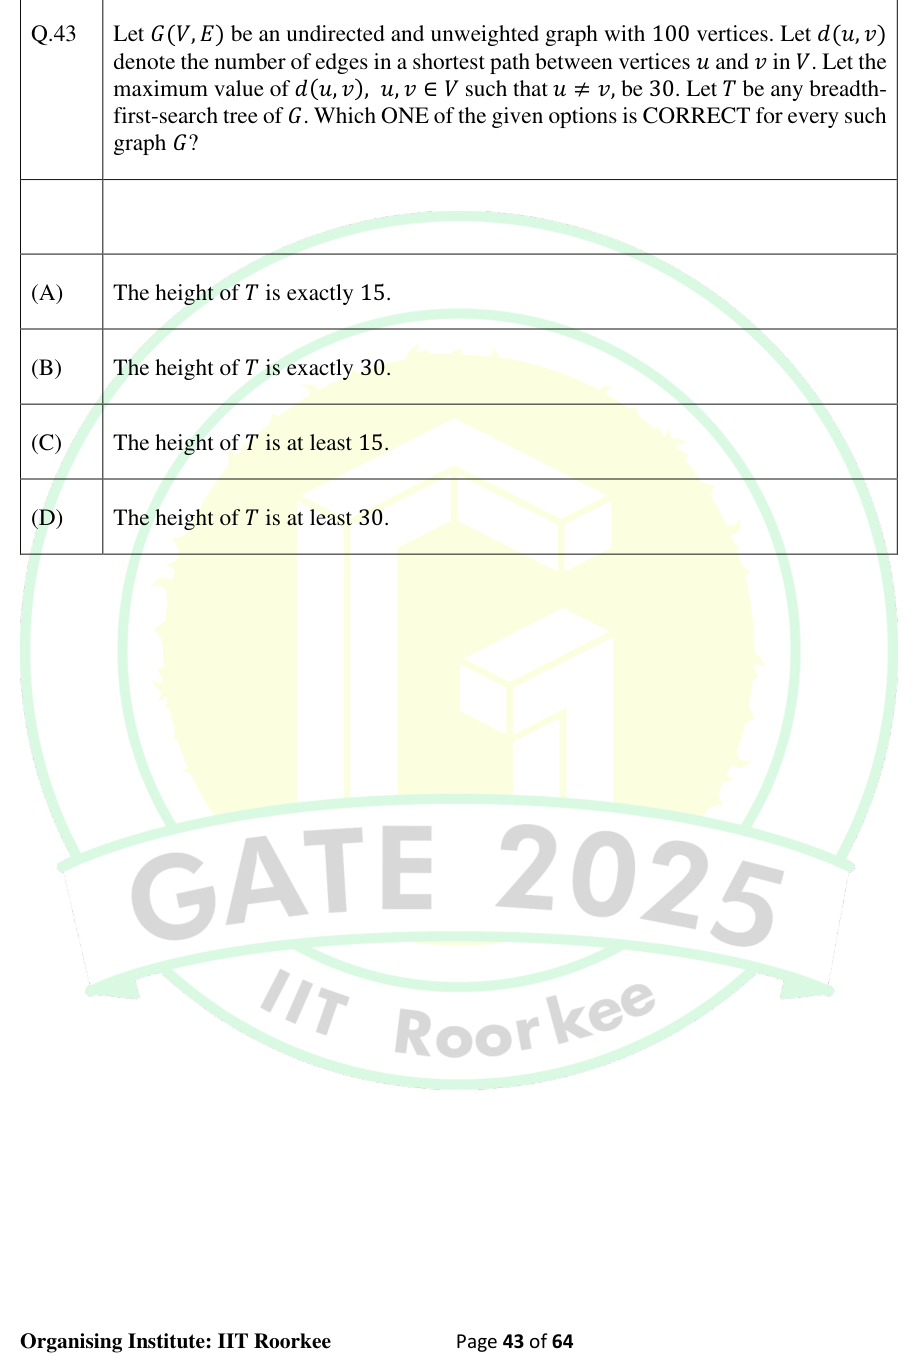 Q.43 Let G(V, E) be an undirected and unweighted graph with 100 vertices. Let d(u, v)
denote the number of edges in a shortest path between vertices u and v in V. Let the
maximum value of d(u, v), u, v ∈ V such that u ≠ v, be 30. Let T be any breadth-
first-search tree of G. Which ONE of the given options is CORRECT for every such
graph G?
(A) The height of T is exactly 15.
(B) The height of T is exactly 30.
(C) The height of T is at least 15.
(D) The height of T is at least 30.
GATE 2025
IIT Roorkee
Organising Institute: IIT Roorkee Page 43 of 64